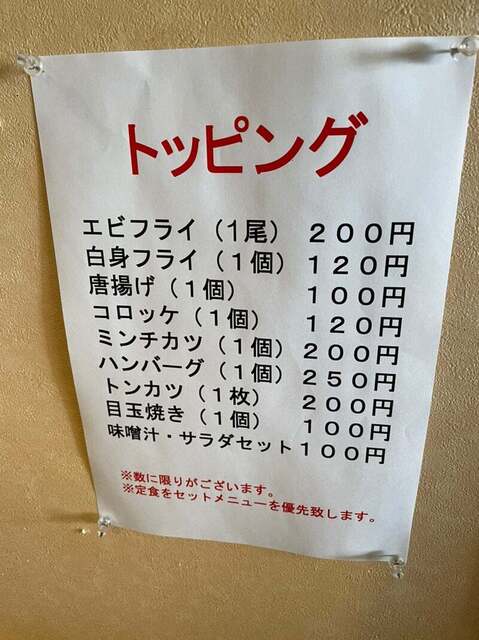 トッピング
エビフライ(1尾) 200円
白身フライ(1個) 120円
唐揚げ(1個) 100円
コロッケ(1個) 120円
ミンチカツ(1個) 200円
ハンバーグ(1個) 250円
トンカツ(1枚) 200円
目玉焼き(1個) 100円
味噌汁・サラダセット 100円
※数に限りがございます。
※定食をセットメニューを優先致します。